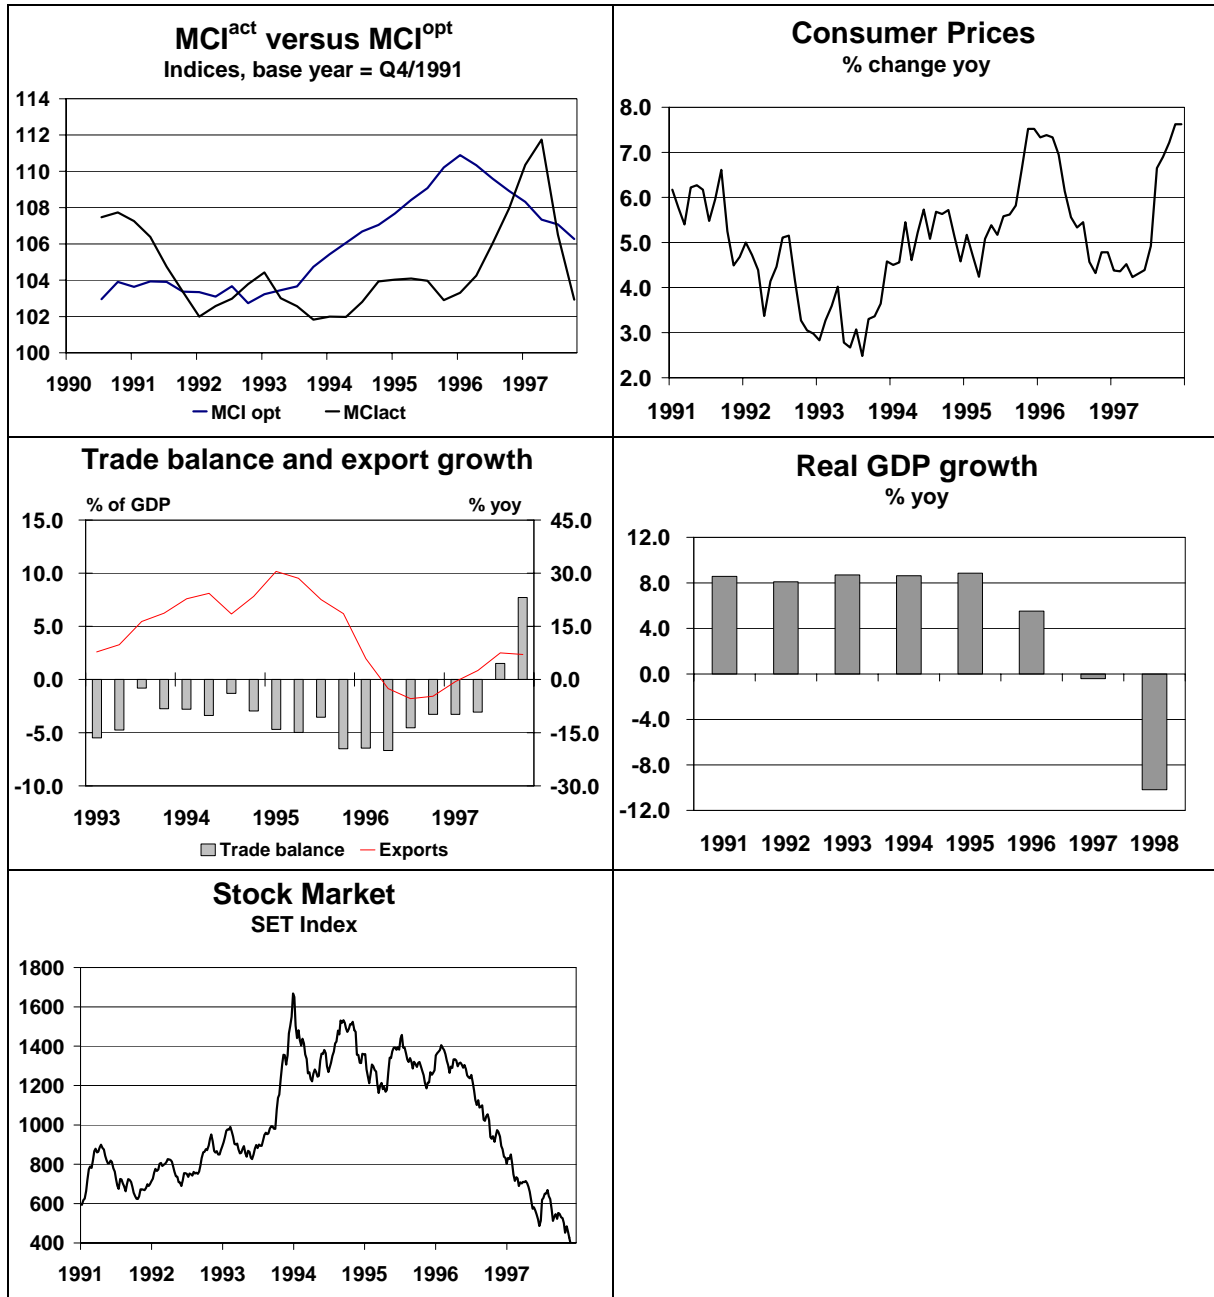 MCIact versus MCIopt
Indices, base year = Q4/1991
114
112
110
108
106
104
102
100
1990 1991 1992 1993 1994 1995 1996 1997
MCI opt MCIact
Consumer Prices
% change yoy
8.0
7.0
6.0
5.0
4.0
3.0
2.0
1991 1992 1993 1994 1995 1996 1997
Trade balance and export growth
% of GDP % yoy
15.0 45.0
10.0 30.0
5.0 15.0
0.0 0.0
-5.0 -15.0
-10.0 -30.0
1993 1994 1995 1996 1997
Trade balance Exports
Real GDP growth
% yoy
12.0
8.0
4.0
0.0
-4.0
-8.0
-12.0
1991 1992 1993 1994 1995 1996 1997 1998
Stock Market
SET Index
1800
1600
1400
1200
1000
800
600
400
1991 1992 1993 1994 1995 1996 1997